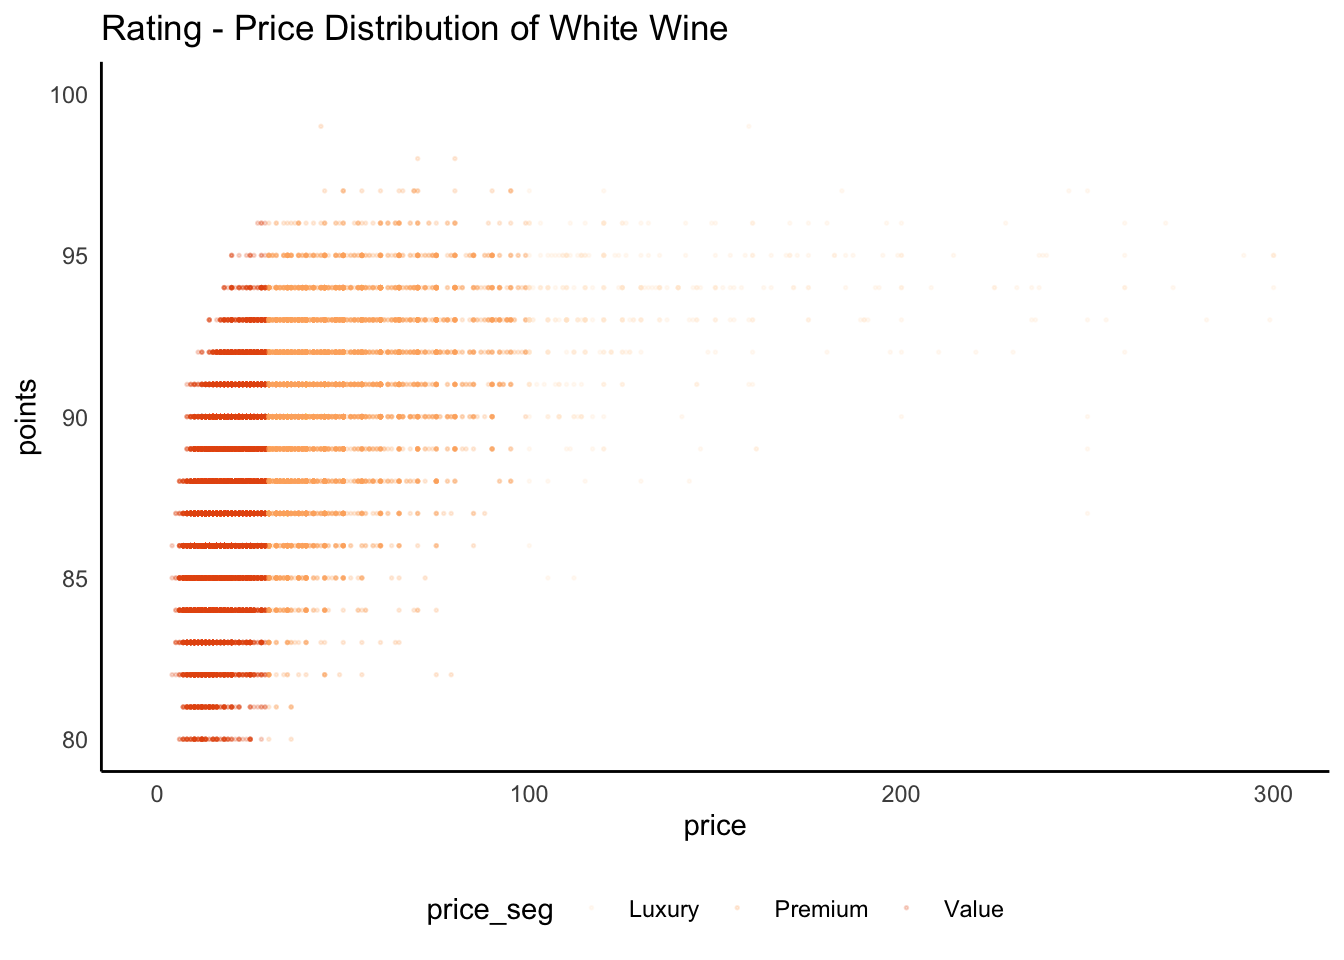 Rating - Price Distribution of White Wine
100
95
90
85
80
points
0 100 200 300
price
price_seg Luxury Premium Value